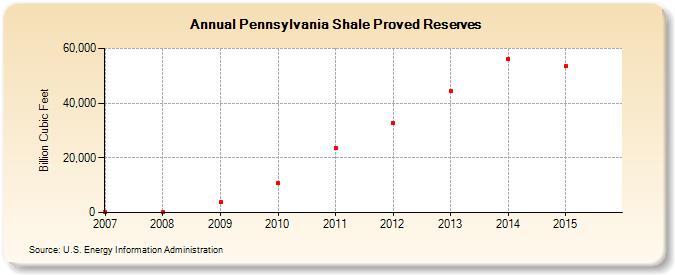 Annual Pennsylvania Shale Proved Reserves
Billion Cubic Feet
60,000
40,000
20,000
0
2007 2008 2009 2010 2011 2012 2013 2014 2015
Source: U.S. Energy Information Administration